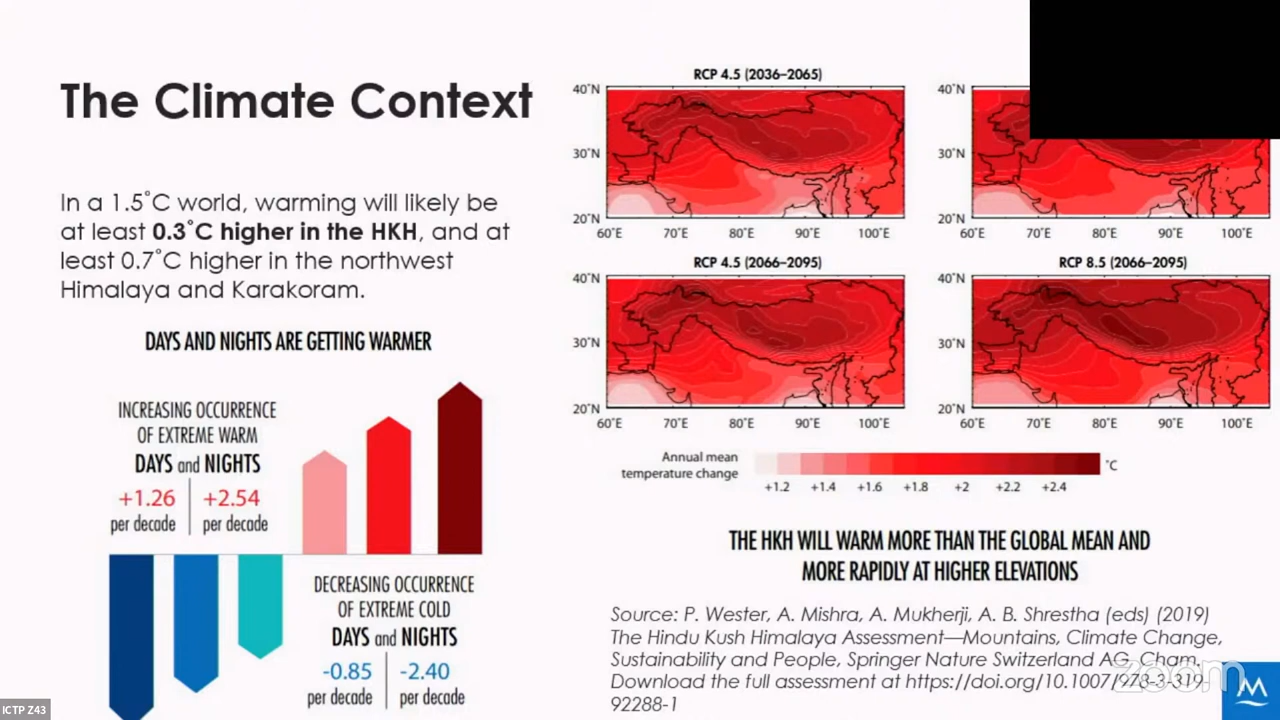 The Climate Context
In a 1.5˚C world, warming will likely be
at least 0.3˚C higher in the HKH, and at
least 0.7˚C higher in the northwest
Himalaya and Karakoram.
DAYS AND NIGHTS ARE GETTING WARMER
INCREASING OCCURRENCE
OF EXTREME WARM
DAYS and NIGHTS
+1.26 +2.54
per decade per decade
DECREASING OCCURRENCE
OF EXTREME COLD
DAYS and NIGHTS
-0.85 -2.40
per decade per decade
RCP 4.5 (2036–2065)
40˚N
30˚N
20˚N
60˚E 70˚E 80˚E 90˚E 100˚E
40˚N
30˚N
20˚N
60˚E 70˚E 80˚E 90˚E 100˚E
RCP 4.5 (2066–2095)
40˚N
30˚N
20˚N
60˚E 70˚E 80˚E 90˚E 100˚E
RCP 8.5 (2066–2095)
40˚N
30˚N
20˚N
60˚E 70˚E 80˚E 90˚E 100˚E
Annual mean
temperature change
˚C
+1.2 +1.4 +1.6 +1.8 +2 +2.2 +2.4
THE HKH WILL WARM MORE THAN THE GLOBAL MEAN AND
MORE RAPIDLY AT HIGHER ELEVATIONS
Source: P. Wester, A. Mishra, A. Mukherji, A. B. Shrestha (eds) (2019)
The Hindu Kush Himalaya Assessment—Mountains, Climate Change,
Sustainability and People, Springer Nature Switzerland AG, Cham.
Download the full assessment at https://doi.org/10.1007/978-3-319-
92288-1
zoom
ICTP Z43